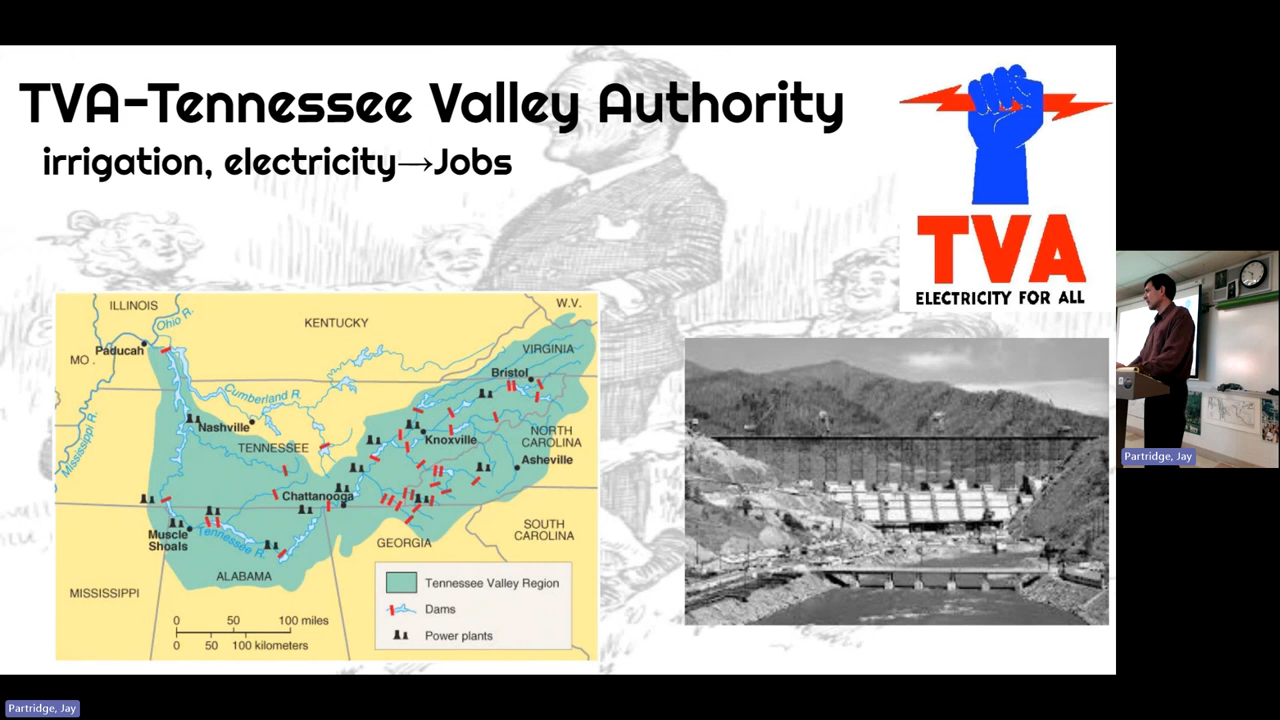 TVA-Tennessee Valley Authority
irrigation, electricity→Jobs
TVA
ELECTRICITY FOR ALL
ILLINOIS
W.V.
Ohio R.
KENTUCKY
VIRGINIA
MO.
Paducah
Bristol
Cumberland R.
Mississippi R.
Nashville
NORTH
CAROLINA
Knoxville
TENNESSEE
Asheville
Chattanooga
SOUTH
CAROLINA
Muscle
Shoals
Tennessee R.
GEORGIA
ALABAMA
MISSISSIPPI
Tennessee Valley Region
Dams
Power plants
0 50 100 miles
0 50 100 kilometers
Partridge, Jay
Partridge, Jay